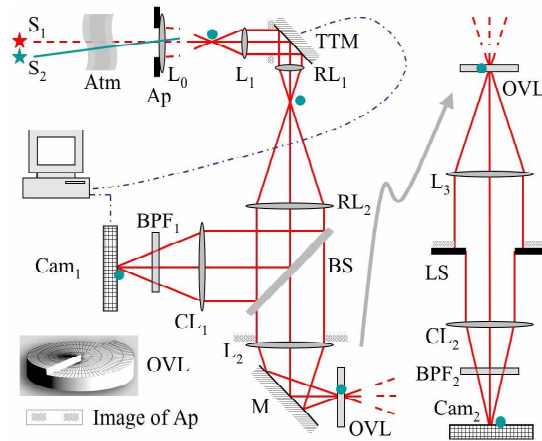 S1
S2
Atm
Ap
L0
L1
TTM
RL1
OVL
L3
RL2
BPF1
BS
Cam1
CL1
LS
L2
CL2
OVL
M
BPF2
Cam2
Image of Ap
OVL